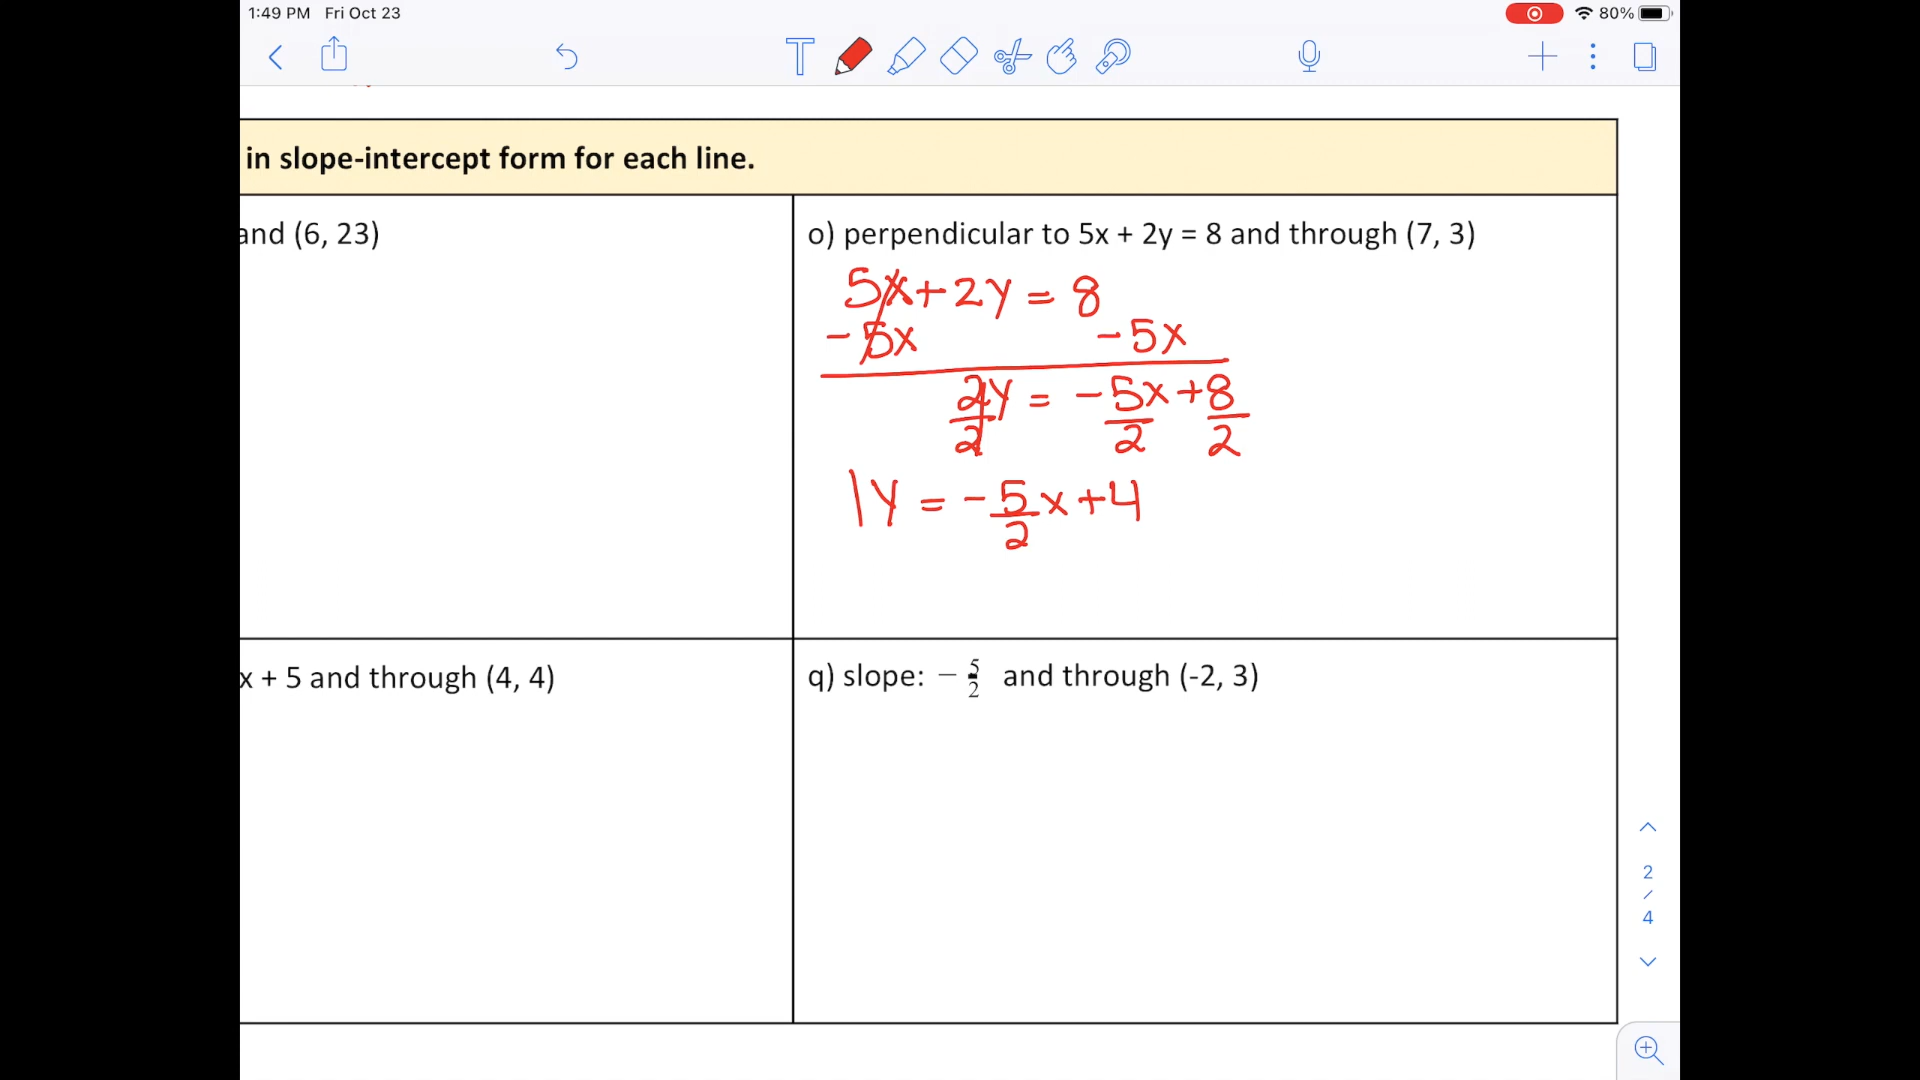 1:49 PM Fri Oct 23
80%
T
in slope-intercept form for each line.
and (6, 23)
o) perpendicular to 5x + 2y = 8 and through (7, 3)
5x+2y = 8
-5x -5x
2y/2 = -5x/2 + 8/2
1y = -5/2 x+4
x + 5 and through (4, 4)
q) slope: − 5/2 and through (-2, 3)
2
/
4